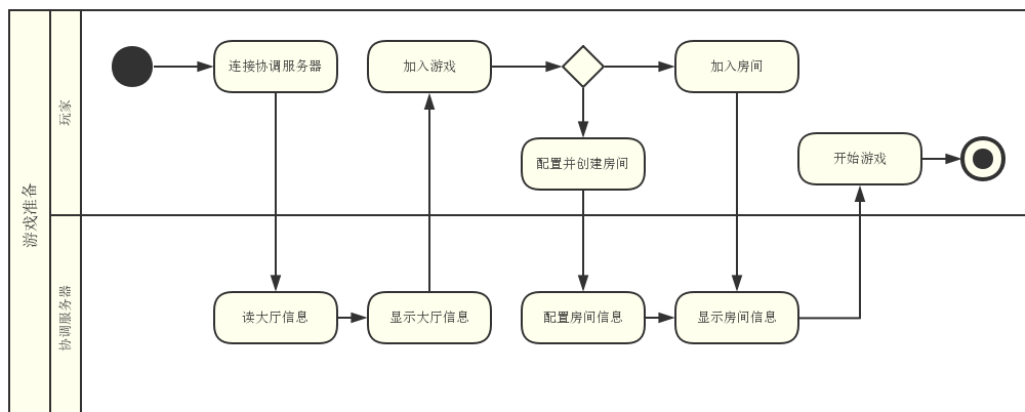 游戏准备
玩家
连接协调服务器
加入游戏
加入房间
配置并创建房间
开始游戏
协调服务器
读大厅信息
显示大厅信息
配置房间信息
显示房间信息